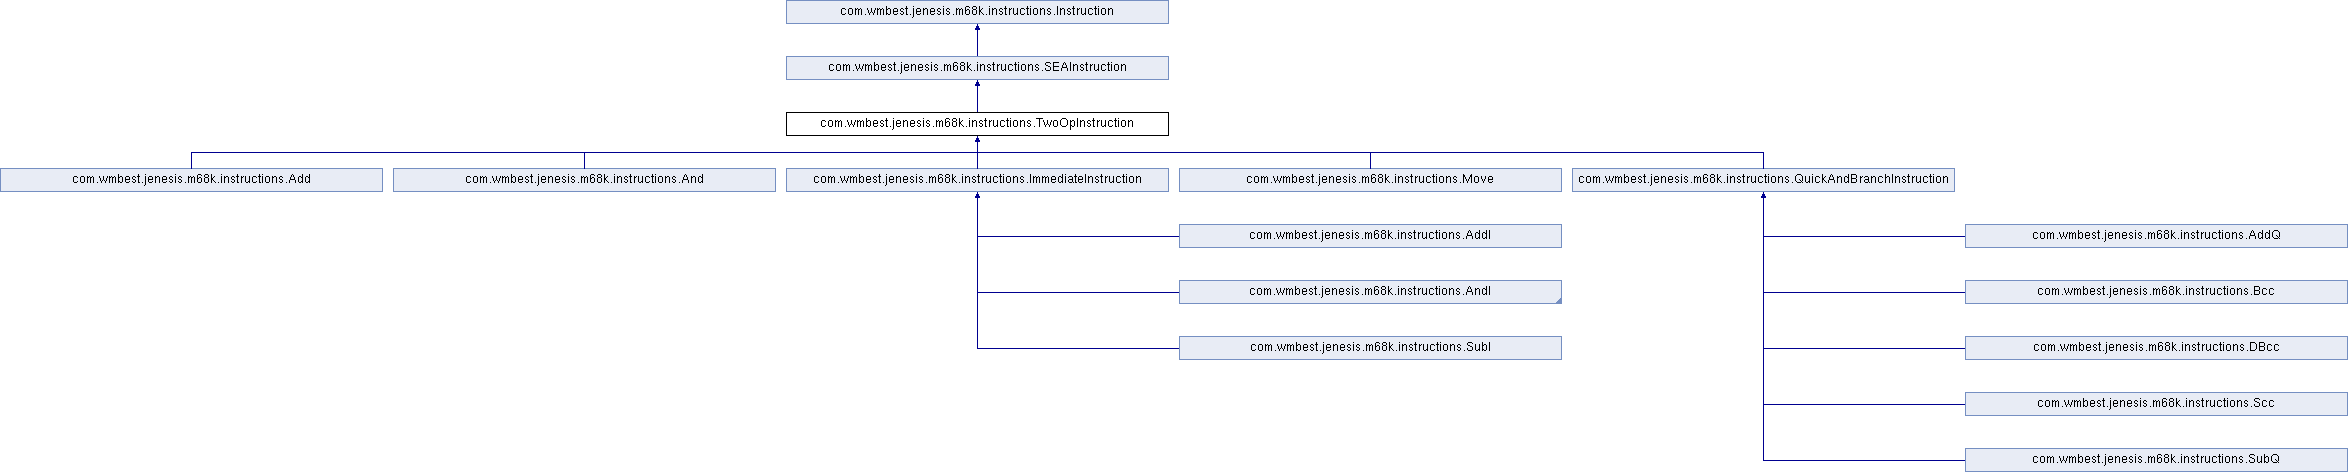 com.wmbest.jenesis.m68k.instructions.Instruction
com.wmbest.jenesis.m68k.instructions.SEAInstruction
com.wmbest.jenesis.m68k.instructions.TwoOpInstruction
com.wmbest.jenesis.m68k.instructions.Add
com.wmbest.jenesis.m68k.instructions.And
com.wmbest.jenesis.m68k.instructions.ImmediateInstruction
com.wmbest.jenesis.m68k.instructions.Move
com.wmbest.jenesis.m68k.instructions.QuickAndBranchInstruction
com.wmbest.jenesis.m68k.instructions.AddI
com.wmbest.jenesis.m68k.instructions.AddQ
com.wmbest.jenesis.m68k.instructions.AndI
com.wmbest.jenesis.m68k.instructions.Bcc
com.wmbest.jenesis.m68k.instructions.SubI
com.wmbest.jenesis.m68k.instructions.DBcc
com.wmbest.jenesis.m68k.instructions.Scc
com.wmbest.jenesis.m68k.instructions.SubQ